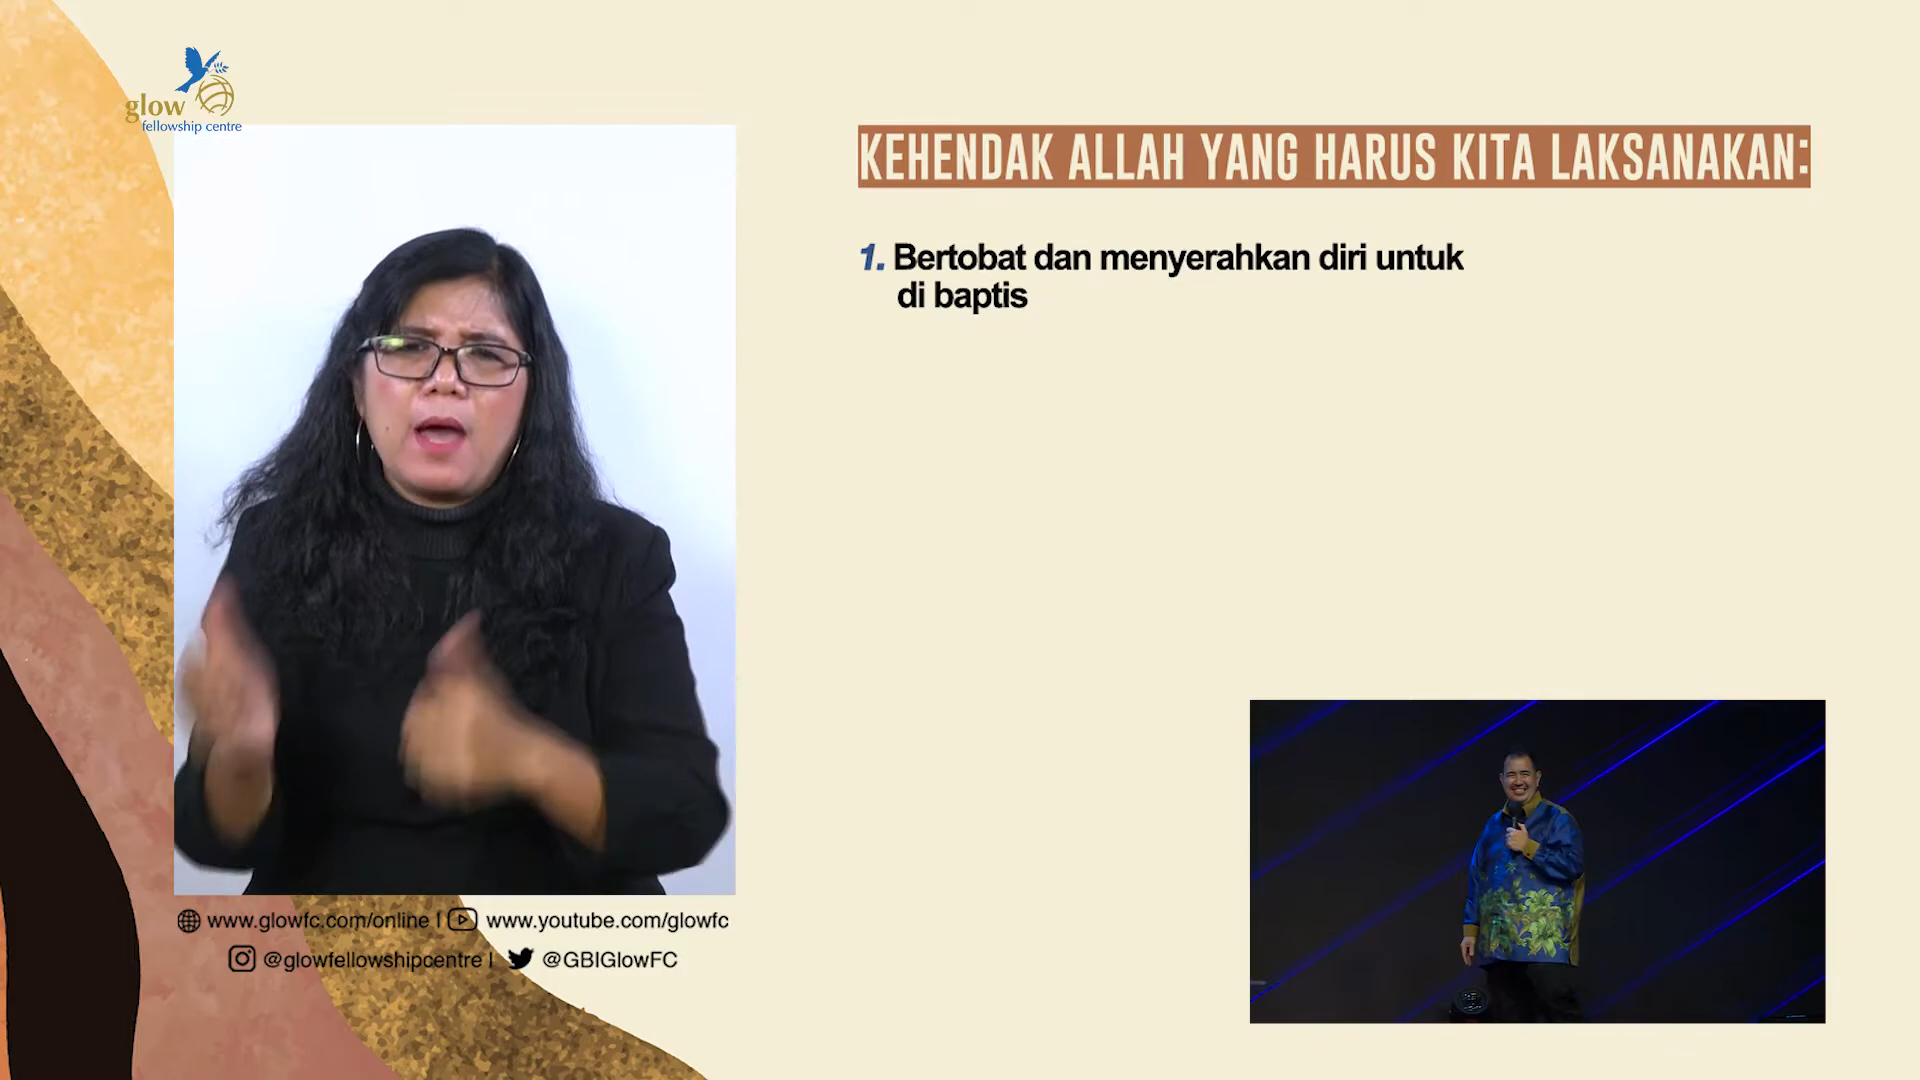 glow
fellowship centre
KEHENDAK ALLAH YANG HARUS KITA LAKSANAKAN:
1. Bertobat dan menyerahkan diri untuk
di baptis
www.glowfc.com/online | www.youtube.com/glowfc
@glowfellowshipcentre | @GBIGlowFC